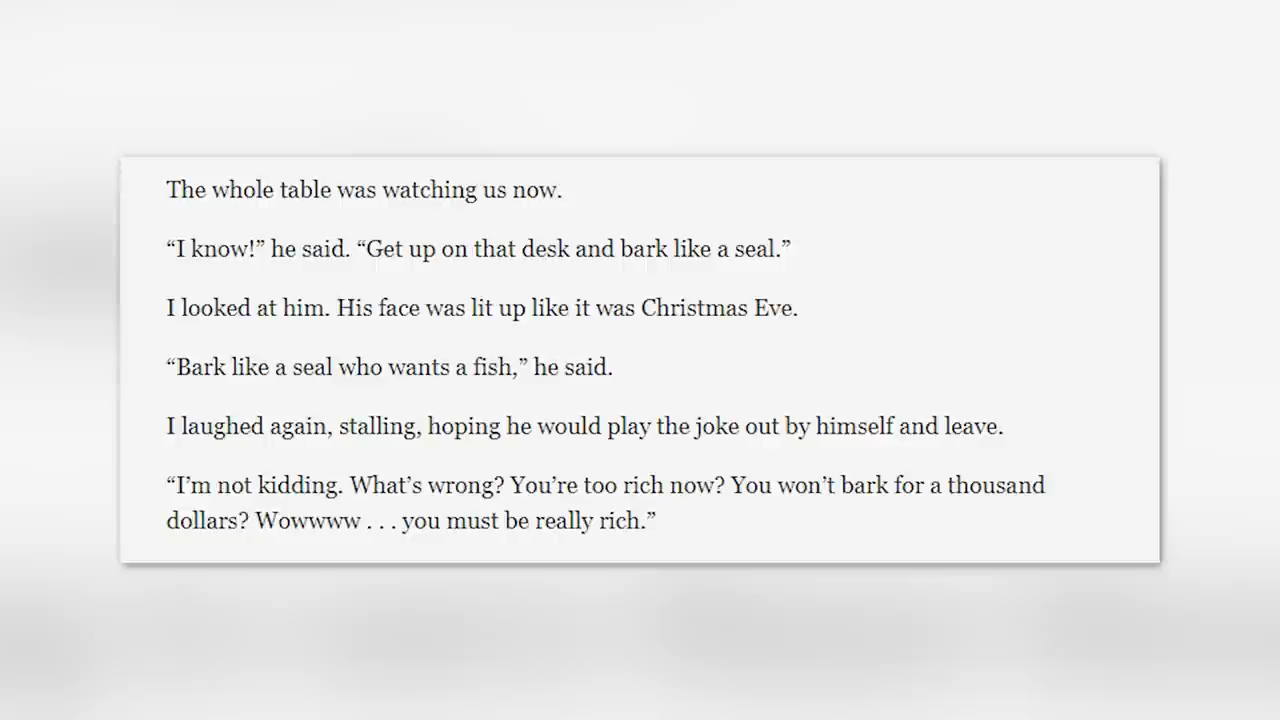 The whole table was watching us now.
“I know!” he said. “Get up on that desk and bark like a seal.”
I looked at him. His face was lit up like it was Christmas Eve.
“Bark like a seal who wants a fish,” he said.
I laughed again, stalling, hoping he would play the joke out by himself and leave.
“I’m not kidding. What’s wrong? You’re too rich now? You won’t bark for a thousand
dollars? Wowwww . . . you must be really rich.”